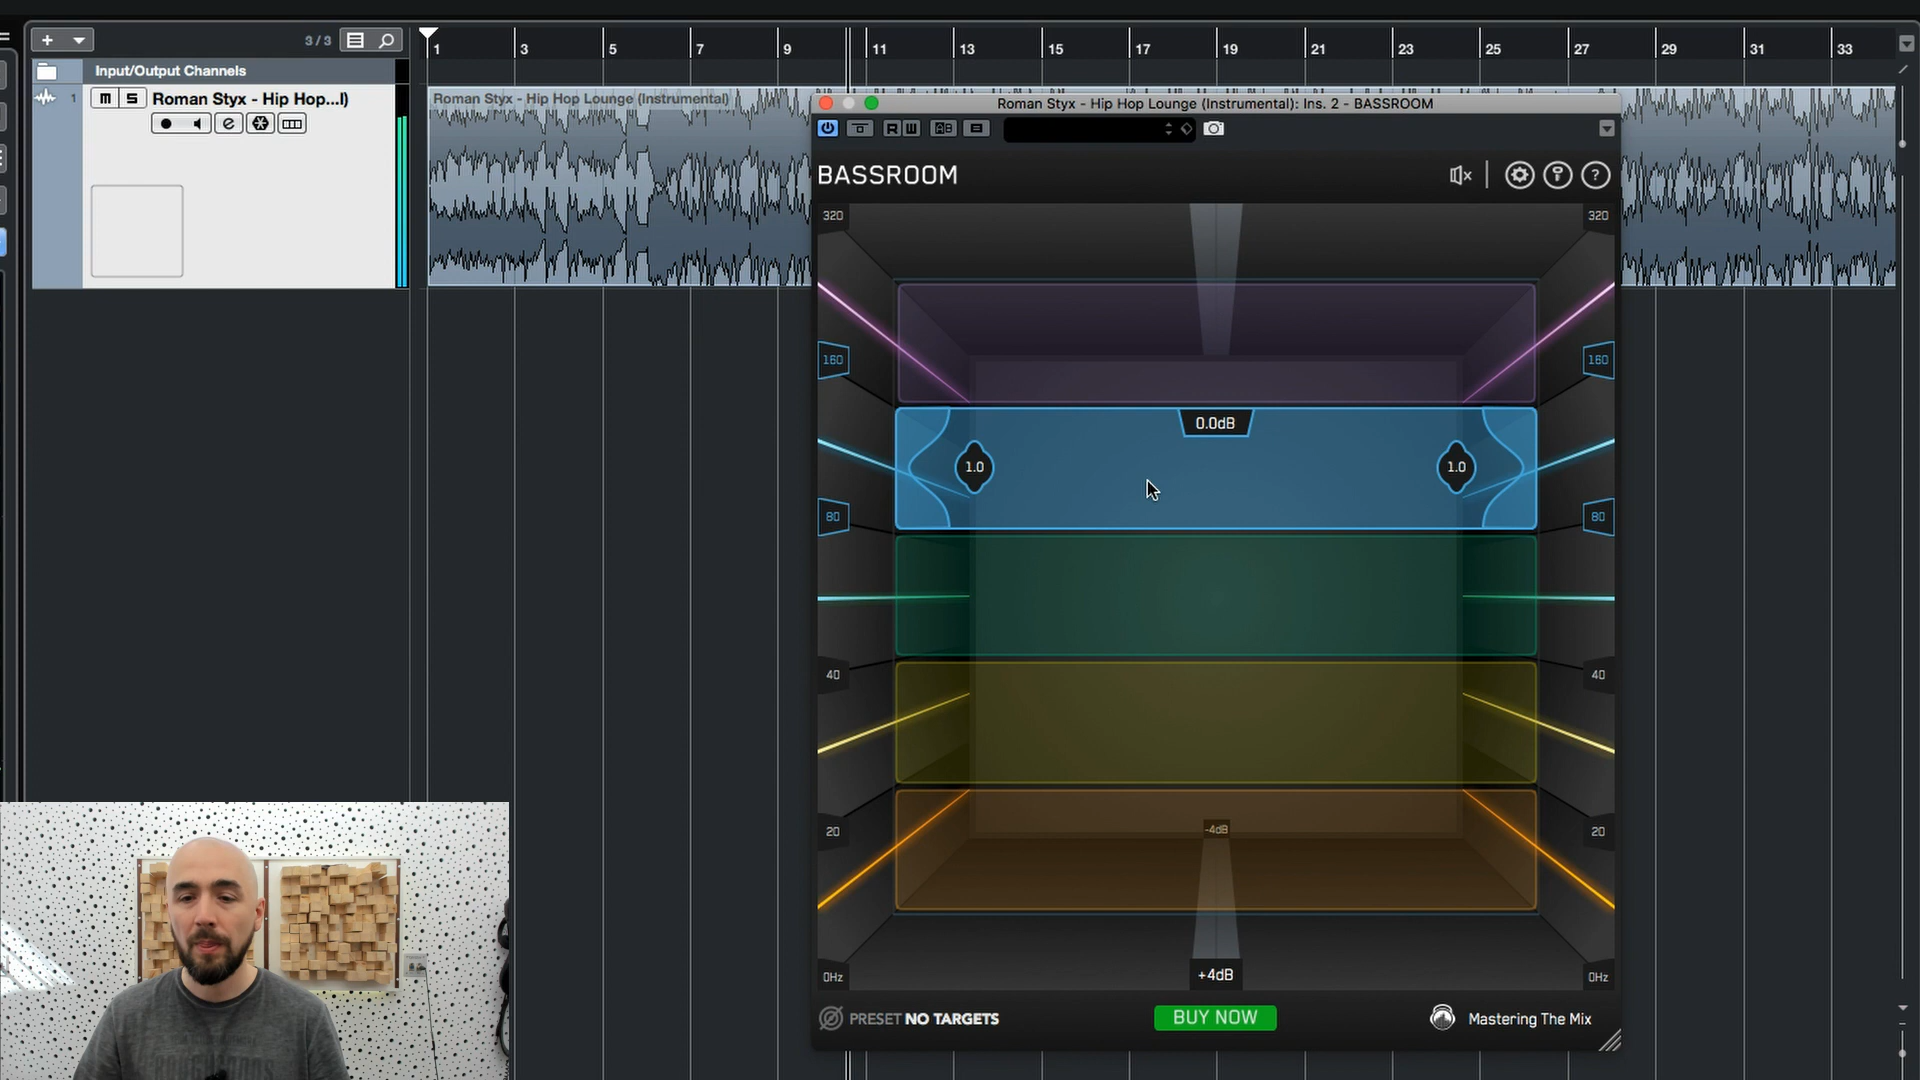 3 / 3
1 3 5 7 9 11 13 15 17 19 21 23 25 27 29 31 33
Input/Output Channels
1 M S Roman Styx - Hip Hop...l)
e
Roman Styx - Hip Hop Lounge (Instrumental)
Roman Styx - Hip Hop Lounge (Instrumental): Ins. 2 - BASSROOM
R W AB
BASSROOM
?
320 320
160 160
0.0dB
1.0 1.0
80 80
40 40
20 20
-4dB
+4dB
0Hz 0Hz
PRESET NO TARGETS
BUY NOW
Mastering The Mix